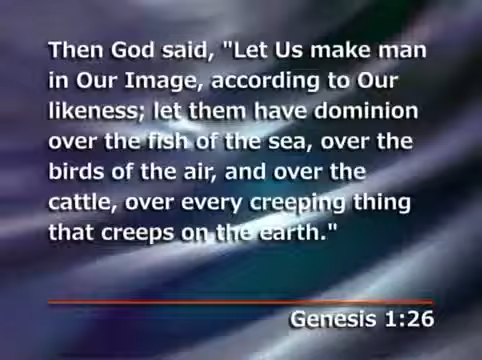 Then God said, "Let Us make man
in Our Image, according to Our
likeness; let them have dominion
over the fish of the sea, over the
birds of the air, and over the
cattle, over every creeping thing
that creeps on the earth."
Genesis 1:26